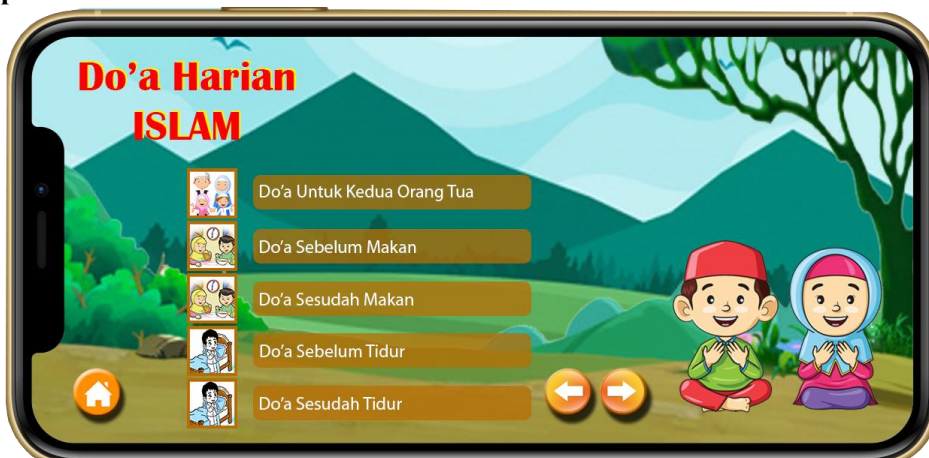 Do'a Harian
ISLAM
Do'a Untuk Kedua Orang Tua
Do'a Sebelum Makan
Do'a Sesudah Makan
Do'a Sebelum Tidur
Do'a Sesudah Tidur